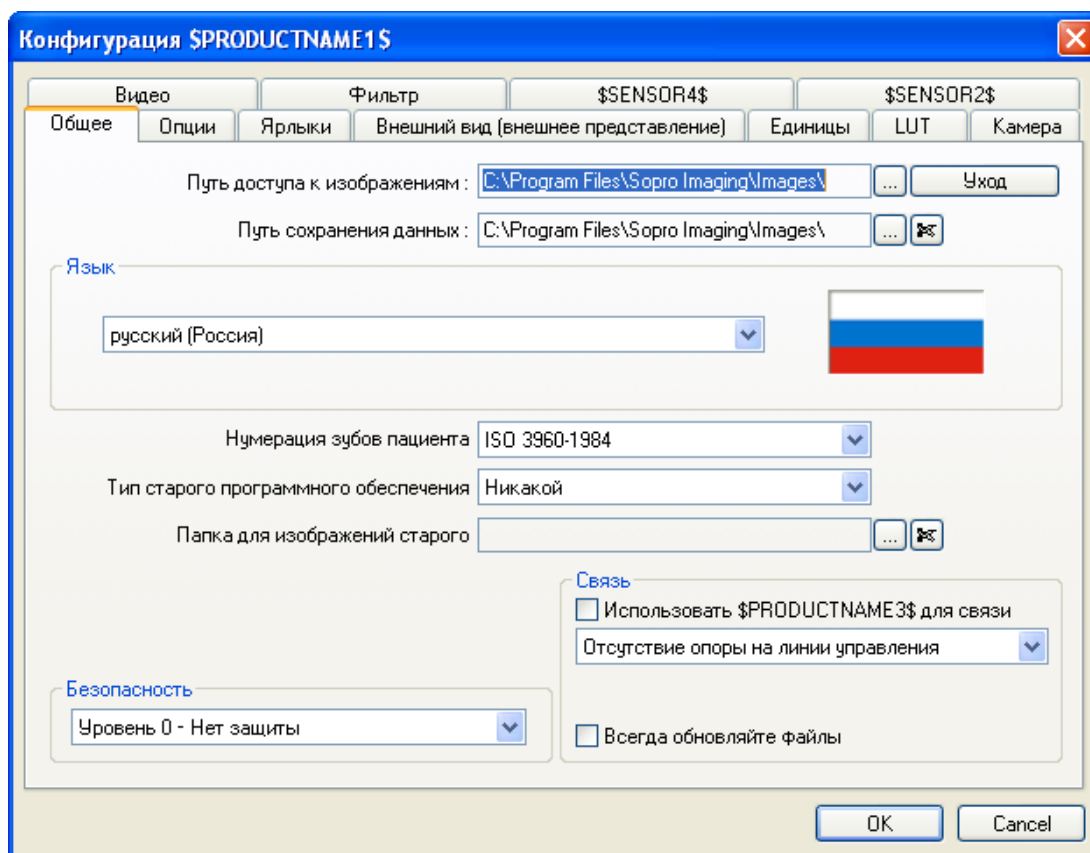 Конфигурация $PRODUCTNAME1$
Видео Фильтр $SENSOR4$ $SENSOR2$
Общее Опции Ярлыки Внешний вид (внешнее представление) Единицы LUT Камера
Путь доступа к изображениям : C:\Program Files\Sopro Imaging\Images\ ... Уход
Путь сохранения данных : C:\Program Files\Sopro Imaging\Images\ ...
Язык
русский (Россия)
Нумерация зубов пациента ISO 3960-1984
Тип старого программного обеспечения Никакой
Папка для изображений старого ...
Связь
Использовать $PRODUCTNAME3$ для связи
Отсутствие опоры на линии управления
Безопасность
Уровень 0 - Нет защиты
Всегда обновляйте файлы
OK Cancel